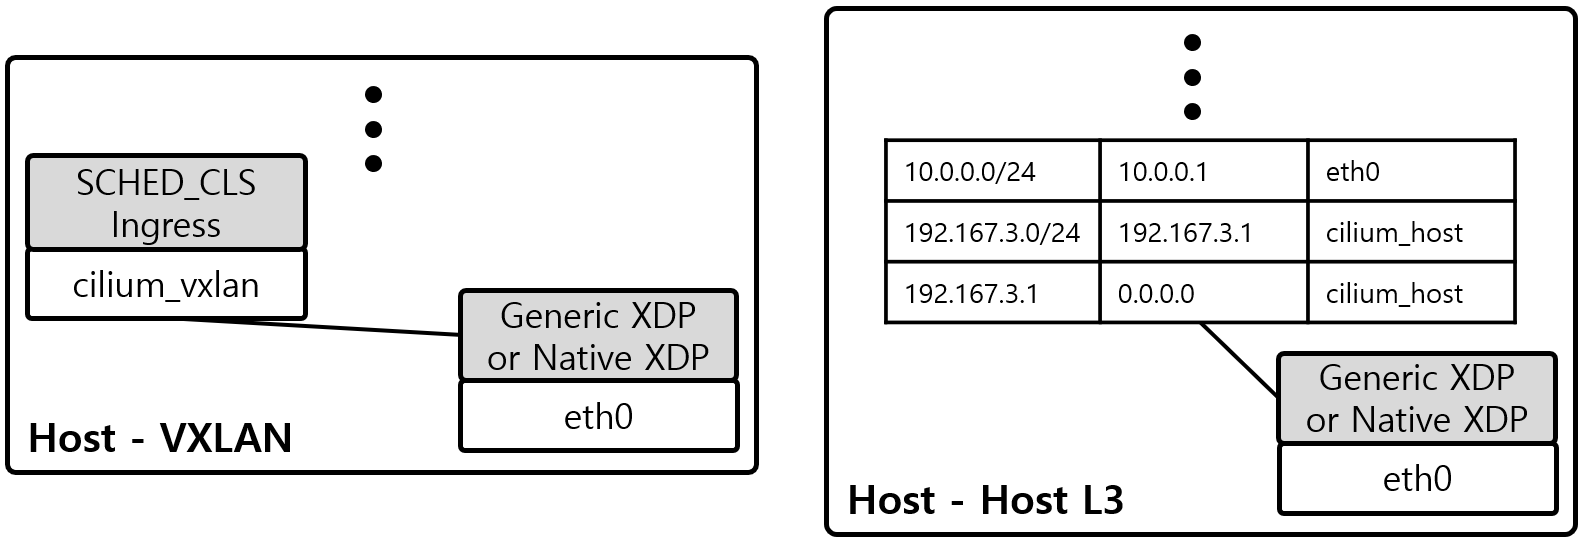 SCHED_CLS
Ingress
cilium_vxlan
Generic XDP
or Native XDP
eth0
Host - VXLAN
10.0.0.0/24 10.0.0.1 eth0
192.167.3.0/24 192.167.3.1 cilium_host
192.167.3.1 0.0.0.0 cilium_host
Generic XDP
or Native XDP
eth0
Host - Host L3